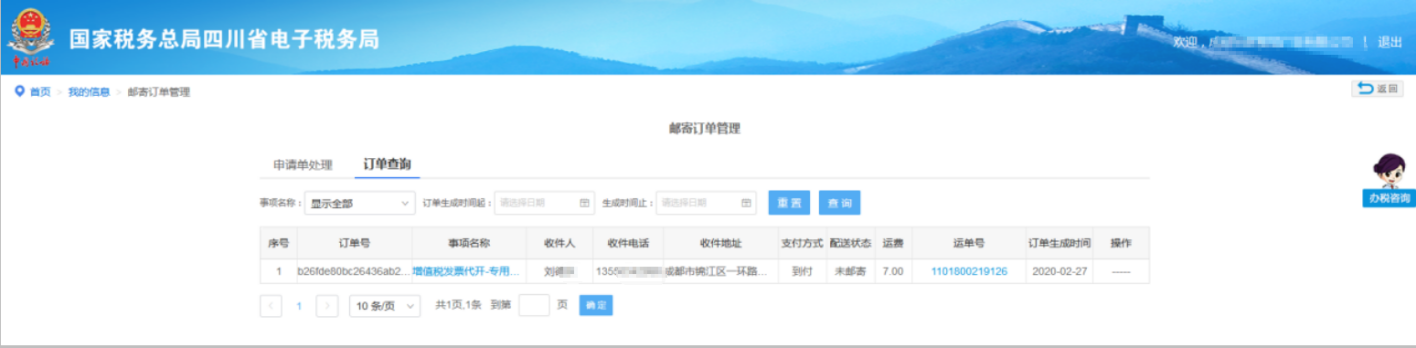 国家税务总局四川省电子税务局
欢迎, | 退出
首页 > 我的信息 > 邮寄订单管理
返回
邮寄订单管理
申请单处理 订单查询
办税咨询
事项名称: 显示全部 订单生成时间起: 请选择日期 生成时间止: 请选择日期 重置 查询
序号 订单号 事项名称 收件人 收件电话 收件地址 支付方式 配送状态 运费 运单号 订单生成时间 操作
1 b26fde80bc26436ab2... 增值税发票代开-专用... 刘 1355 成都市锦江区一环路... 到付 未邮寄 7.00 1101800219126 2020-02-27 -----
< 1 > 10 条/页 共1页,1条 到第 页 确定